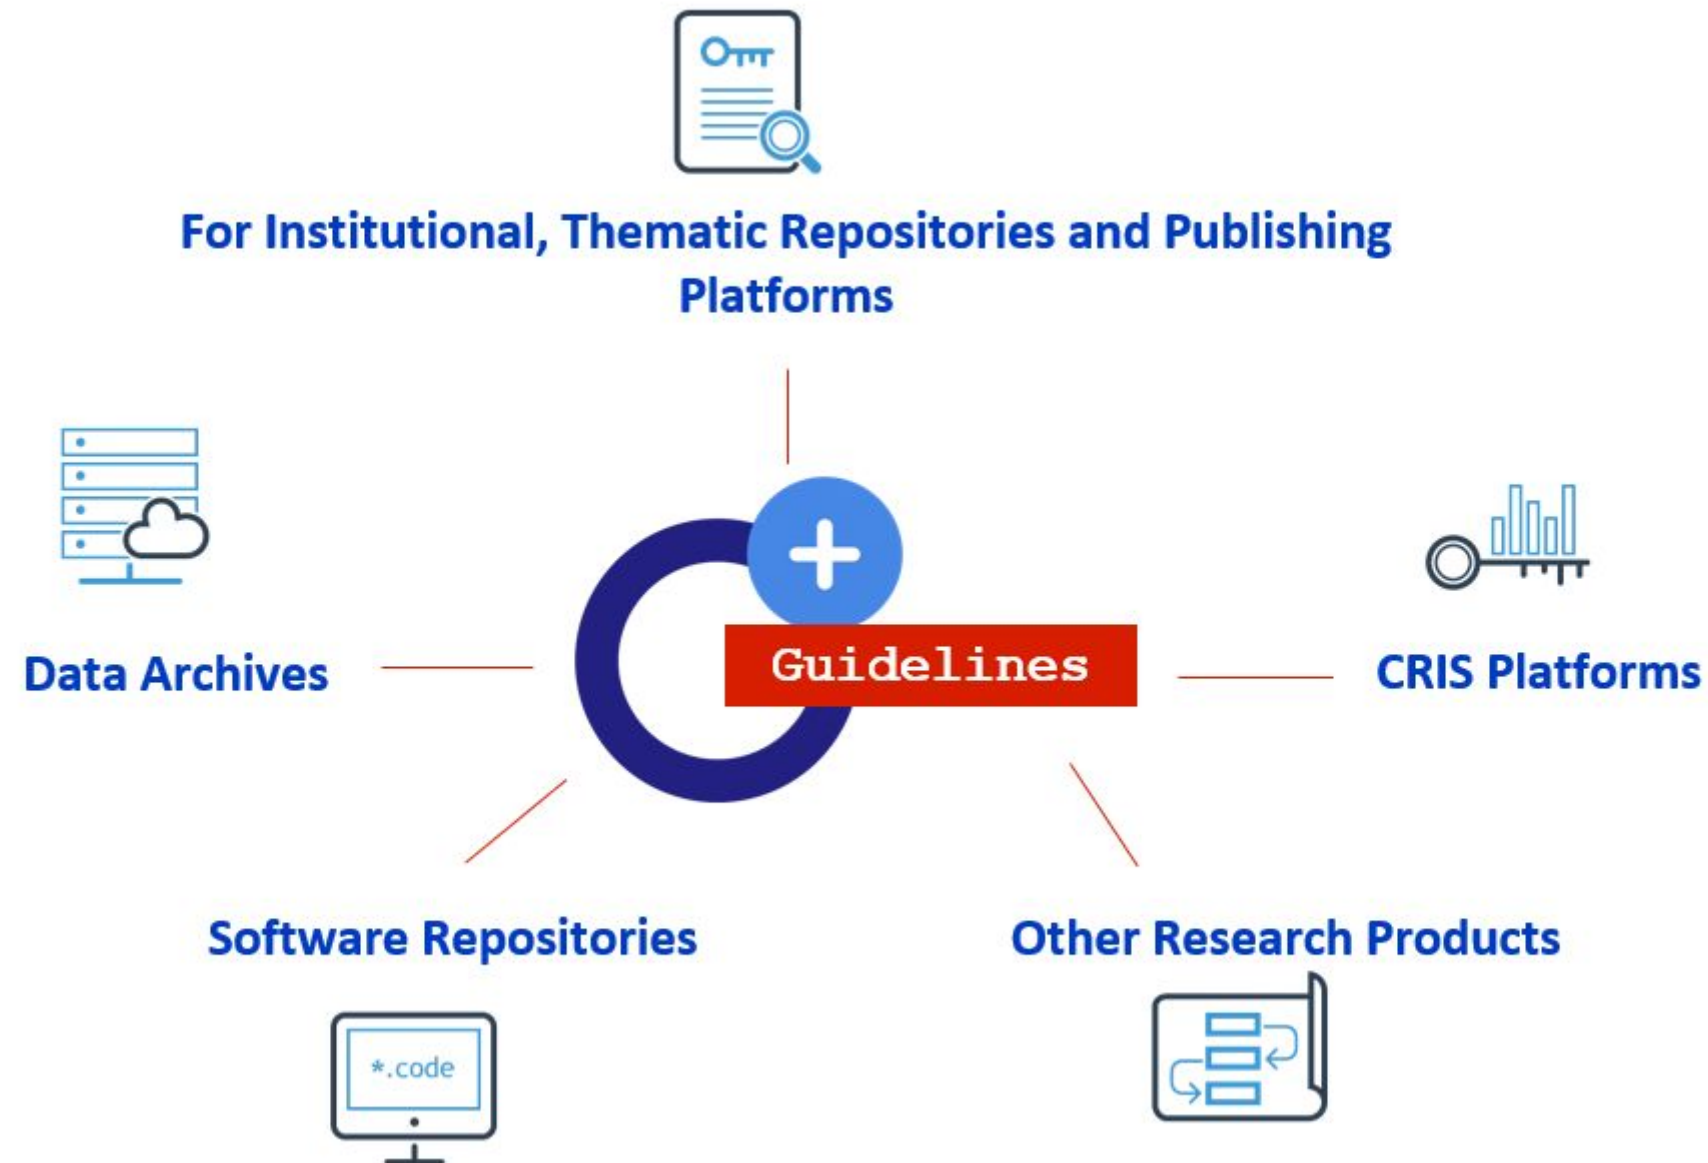 For Institutional, Thematic Repositories and Publishing
Platforms
Guidelines
Data Archives
CRIS Platforms
Software Repositories
Other Research Products
*.code